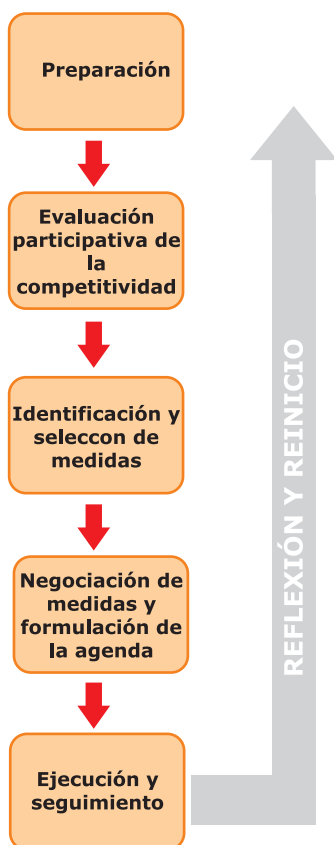 Preparación
Evaluación
participativa de
la
competitividad
Identificación y
seleccon de
medidas
Negociación de
medidas y
formulación de
la agenda
Ejecución y
seguimiento
REFLEXIÓN Y REINICIO